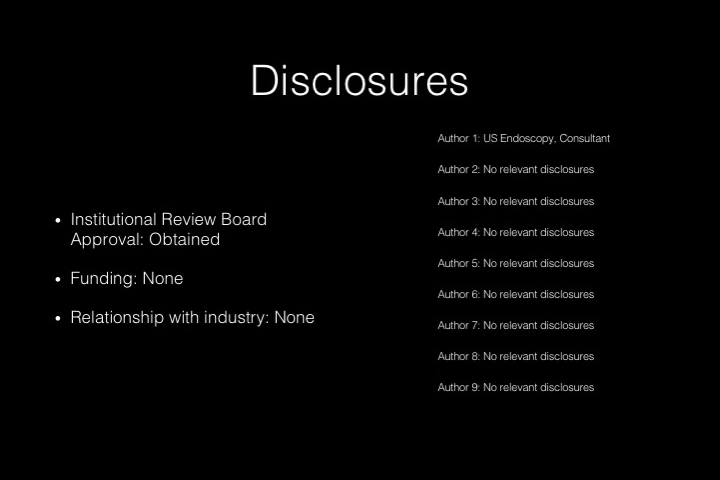 Disclosures
• Institutional Review Board
Approval: Obtained
• Funding: None
• Relationship with industry: None
Author 1: US Endoscopy, Consultant
Author 2: No relevant disclosures
Author 3: No relevant disclosures
Author 4: No relevant disclosures
Author 5: No relevant disclosures
Author 6: No relevant disclosures
Author 7: No relevant disclosures
Author 8: No relevant disclosures
Author 9: No relevant disclosures